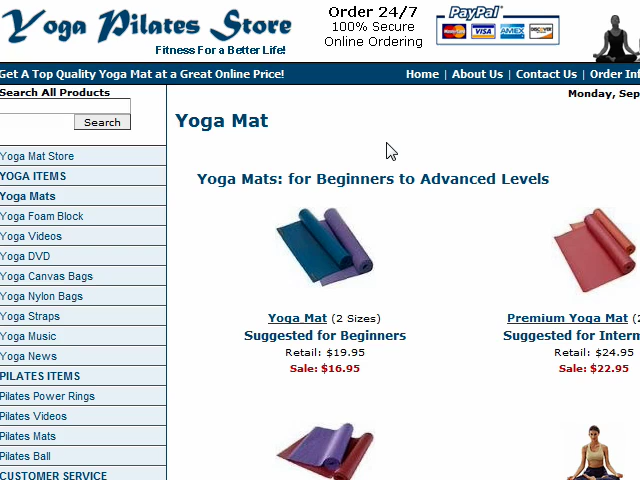 Yoga Pilates Store
Fitness For a Better Life!
Order 24/7
100% Secure
Online Ordering
PayPal
MasterCard VISA AMEX DISCOVER
Get A Top Quality Yoga Mat at a Great Online Price!
Home | About Us | Contact Us | Order Inf
Search All Products
Monday, Sep
Search
Yoga Mat
Yoga Mat Store
YOGA ITEMS
Yoga Mats
Yoga Foam Block
Yoga Videos
Yoga DVD
Yoga Canvas Bags
Yoga Nylon Bags
Yoga Straps
Yoga Music
Yoga News
PILATES ITEMS
Pilates Power Rings
Pilates Videos
Pilates Mats
Pilates Ball
CUSTOMER SERVICE
Yoga Mats: for Beginners to Advanced Levels
Yoga Mat (2 Sizes)
Suggested for Beginners
Retail: $19.95
Sale: $16.95
Premium Yoga Mat (2
Suggested for Interm
Retail: $24.95
Sale: $22.95